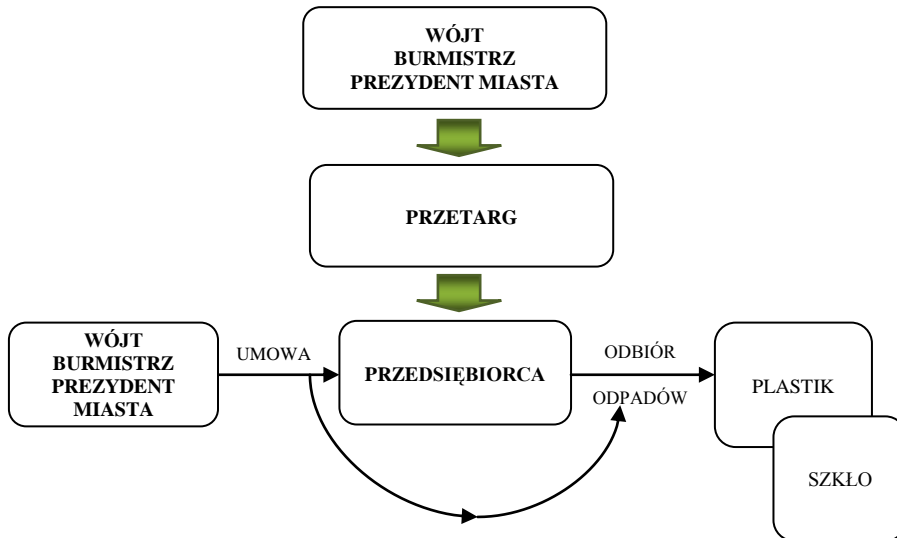 WÓJT
BURMISTRZ
PREZYDENT MIASTA
PRZETARG
WÓJT
BURMISTRZ
PREZYDENT
MIASTA
UMOWA
PRZEDSIĘBIORCA
ODBIÓR
ODPADÓW
PLASTIK
SZKŁO